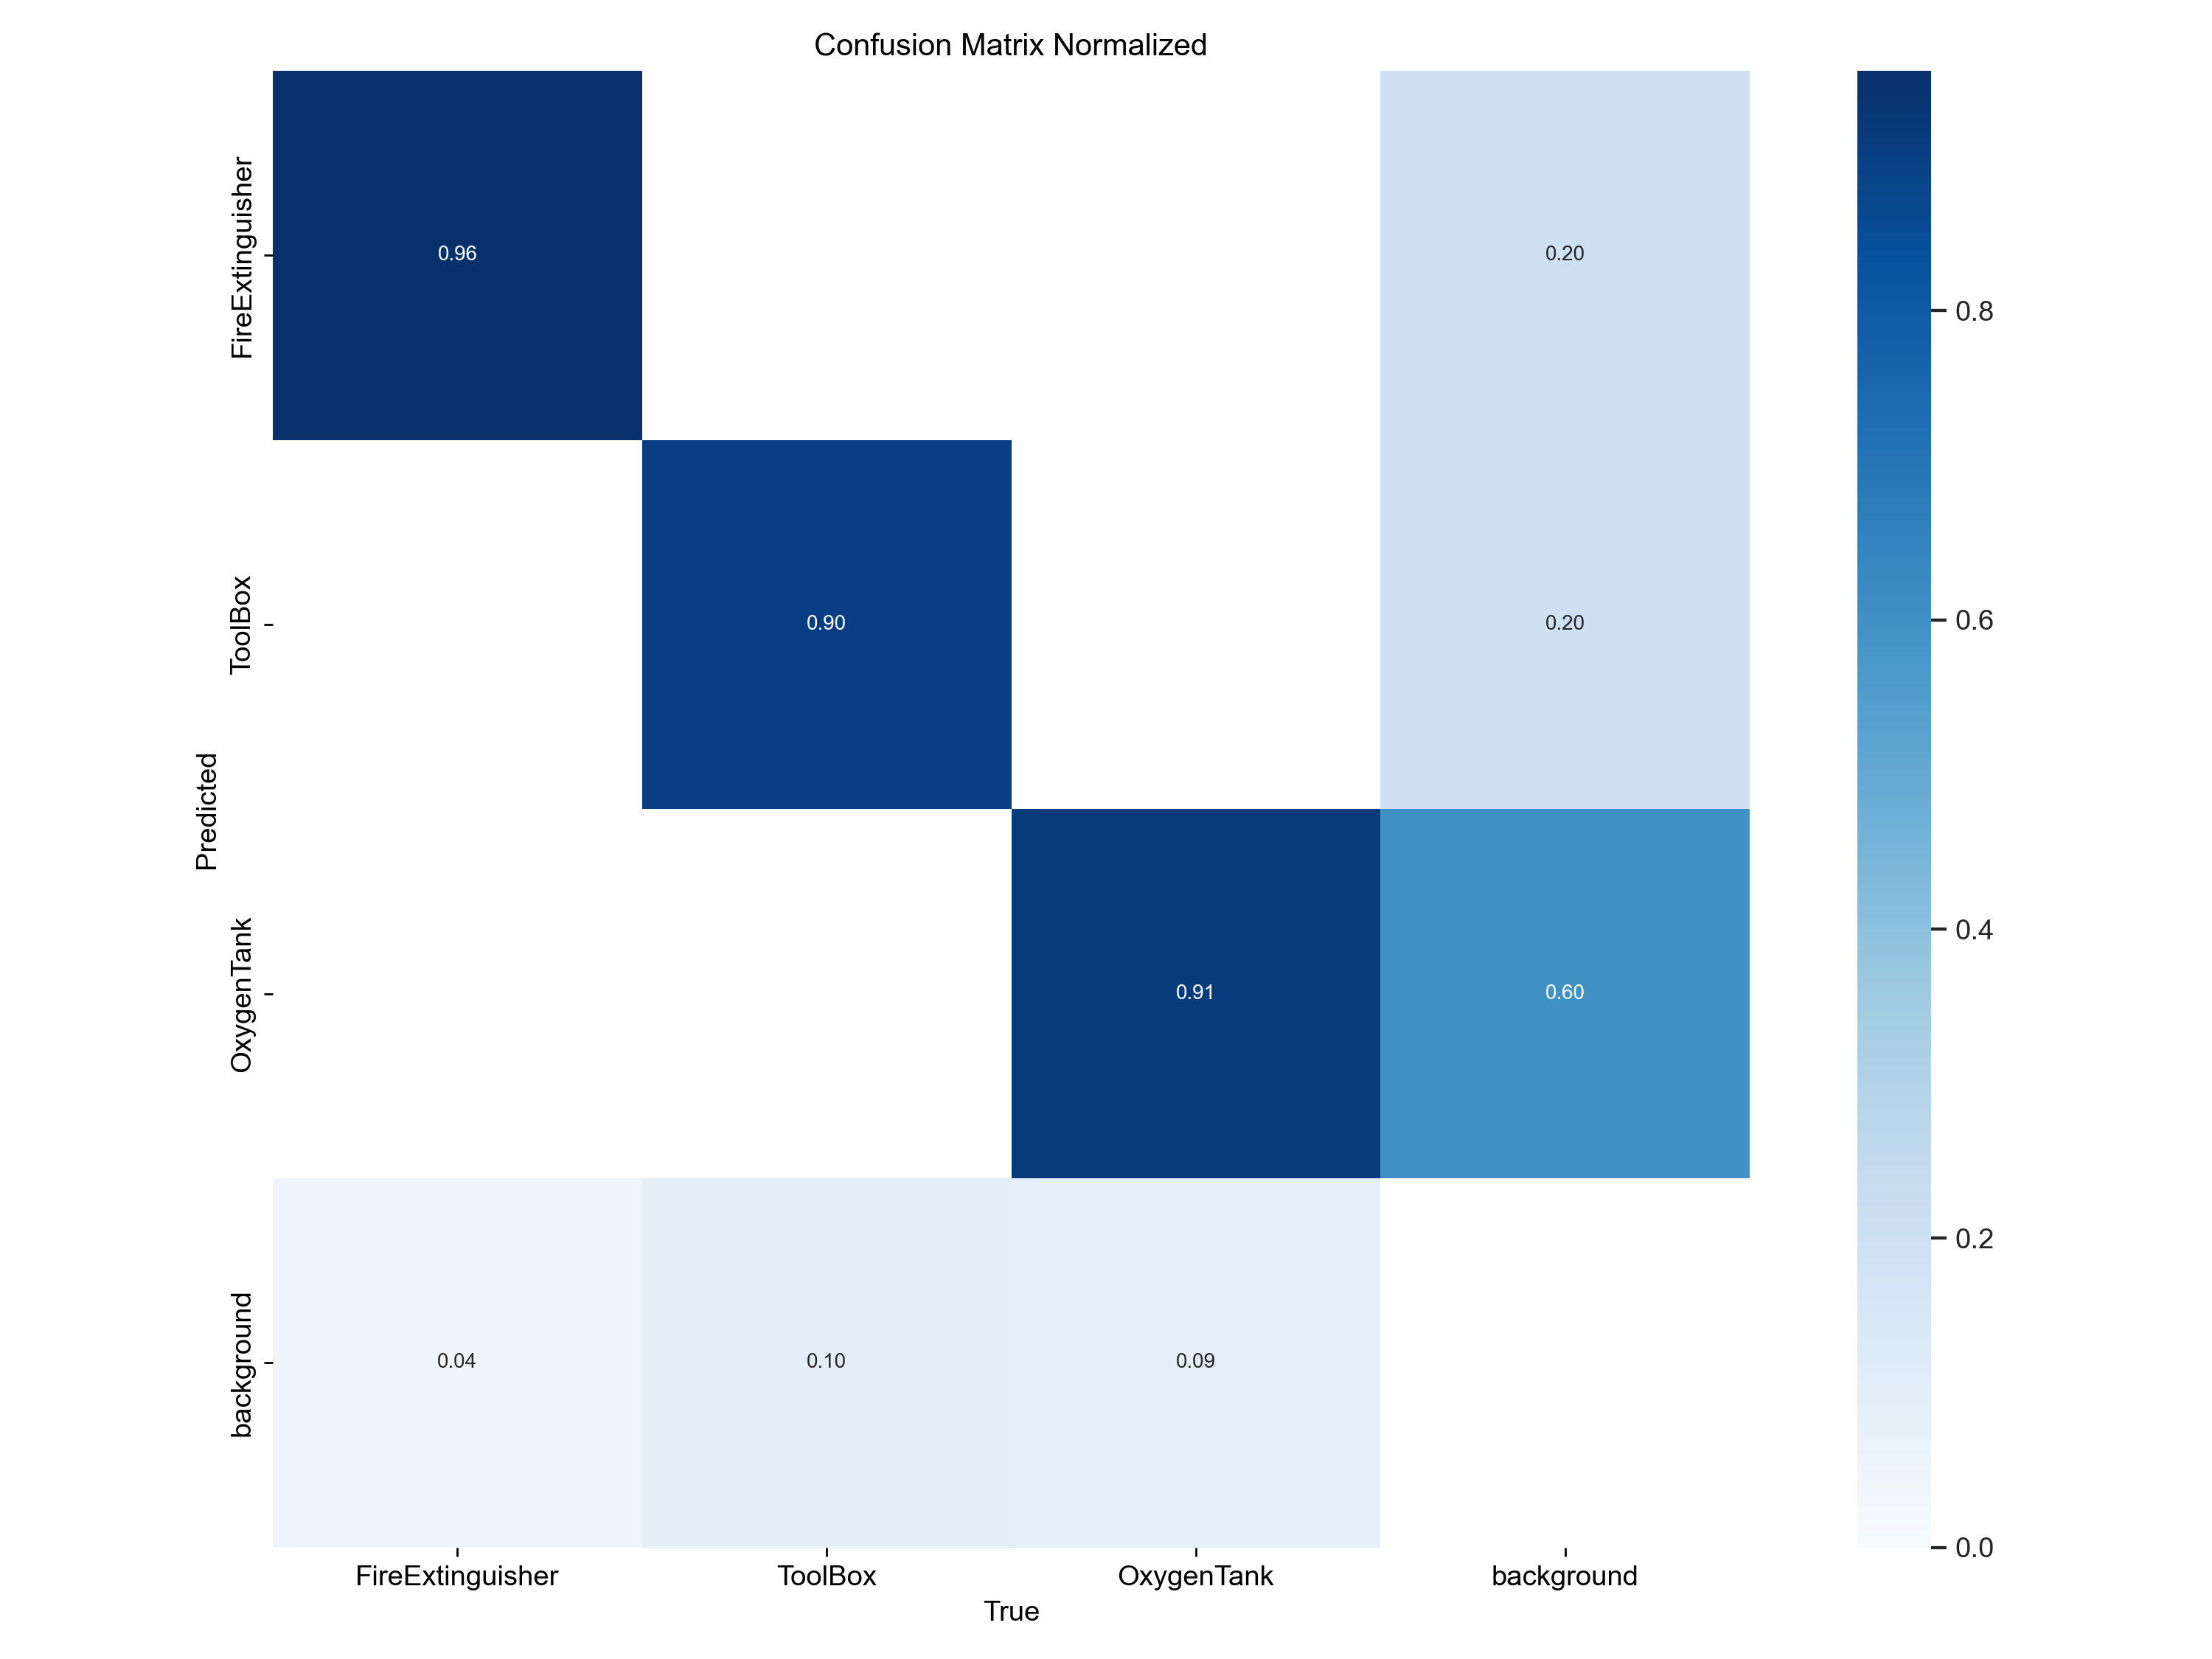 Confusion Matrix Normalized
FireExtinguisher
0.96
0.20
ToolBox
0.90
0.20
Predicted
OxygenTank
0.91
0.60
background
0.04
0.10
0.09
FireExtinguisher
ToolBox
OxygenTank
background
True
0.8
0.6
0.4
0.2
0.0